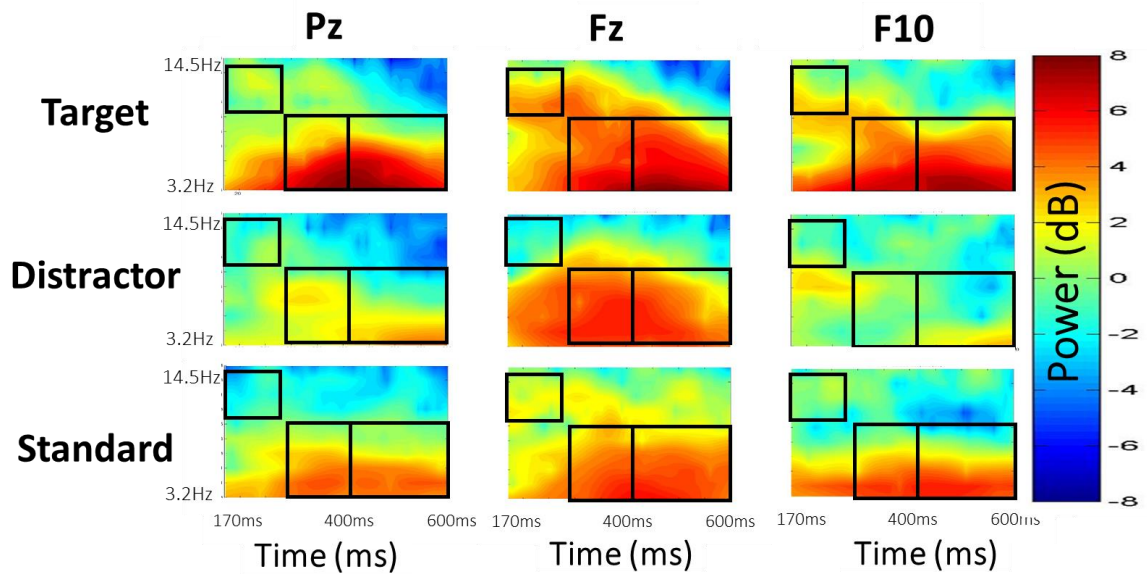 Pz Fz F10
Target
14.5Hz
3.2Hz
Distractor
14.5Hz
3.2Hz
Standard
14.5Hz
3.2Hz
170ms 400ms 600ms 170ms 400ms 600ms 170ms 400ms 600ms
Time (ms) Time (ms) Time (ms)
8
6
4
2
0
-2
-4
-6
-8
Power (dB)